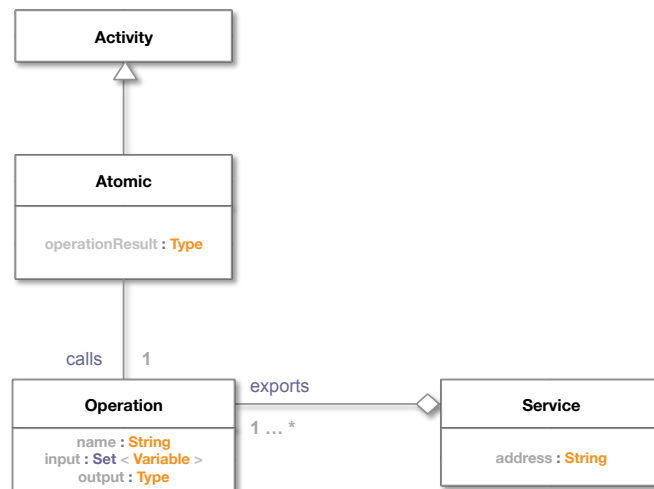 Activity
Atomic
operationResult : Type
calls 1
Operation
name : String
input : Set < Variable >
output : Type
exports
1 ... *
Service
address : String